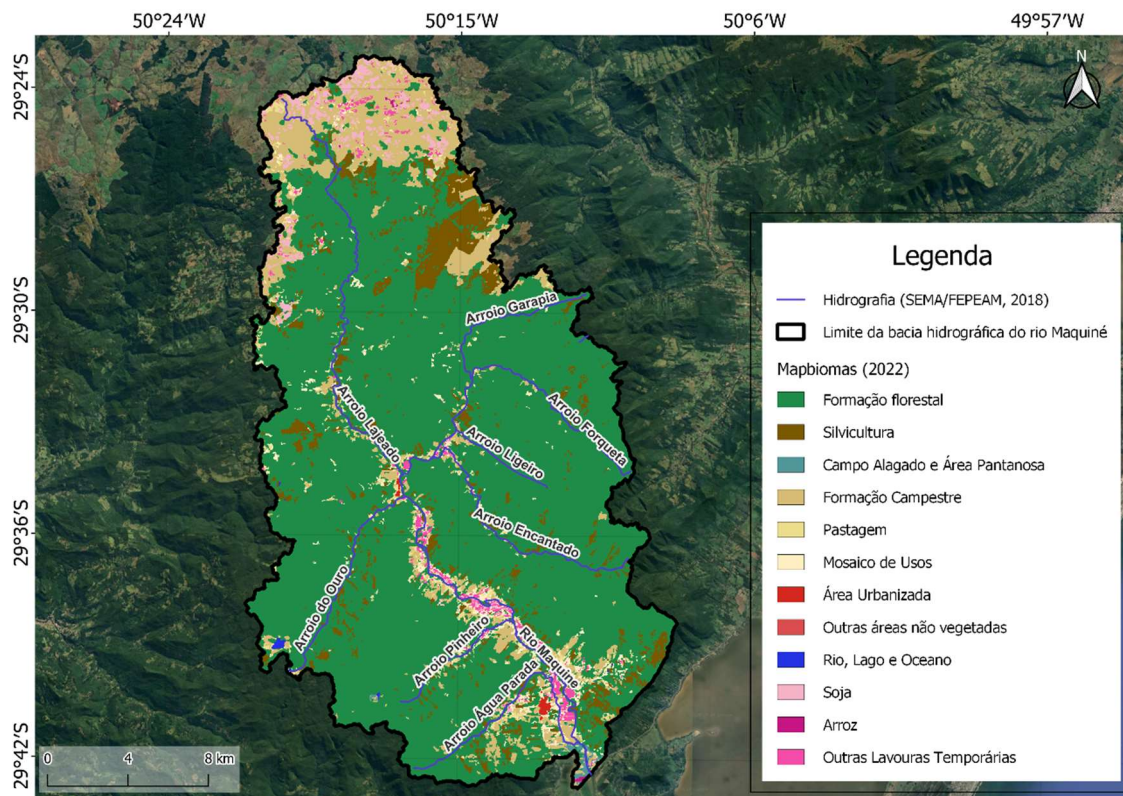 50°24'W
50°15'W
50°6'W
49°57'W
29°24'S
29°30'S
29°36'S
29°42'S
N
Arroio Garapia
Arroio Forqueta
Arroio Lajeado
Arroio Ligeiro
Arroio Encantado
Arroio do Ouro
Arroio Pinheiro
Rio Maquine
Arroio Agua Parada
0 4 8 km
Legenda
Hidrografia (SEMA/FEPEAM, 2018)
Limite da bacia hidrográfica do rio Maquiné
Mapbiomas (2022)
Formação florestal
Silvicultura
Campo Alagado e Área Pantanosa
Formação Campestre
Pastagem
Mosaico de Usos
Área Urbanizada
Outras áreas não vegetadas
Rio, Lago e Oceano
Soja
Arroz
Outras Lavouras Temporárias